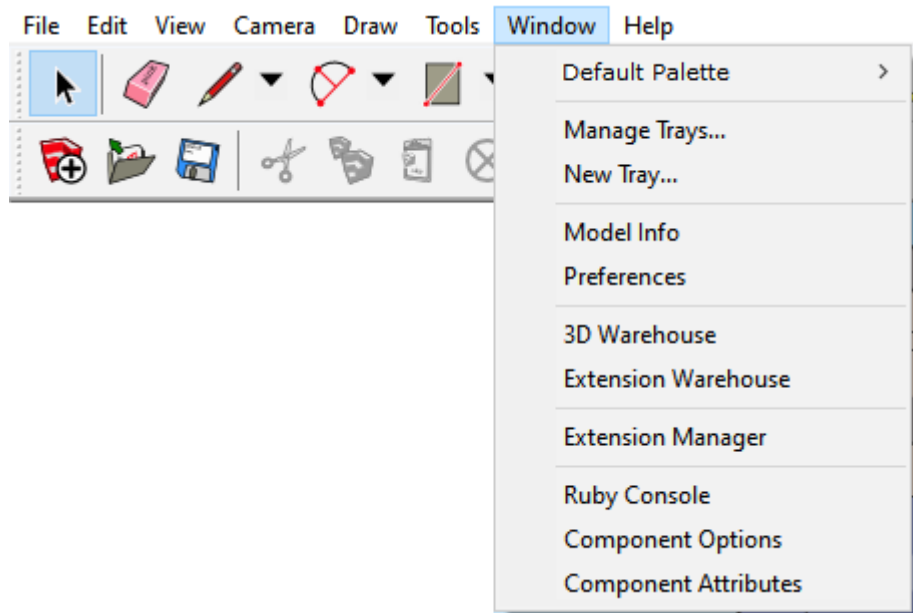 File Edit View Camera Draw Tools Window Help
Default Palette
Manage Trays...
New Tray...
Model Info
Preferences
3D Warehouse
Extension Warehouse
Extension Manager
Ruby Console
Component Options
Component Attributes